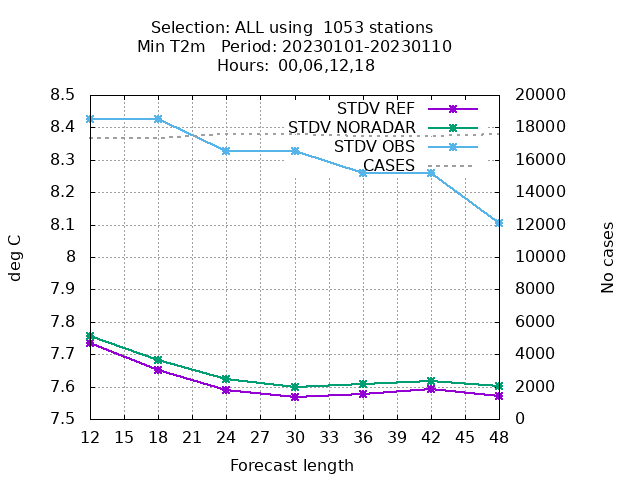 Selection: ALL using  1053 stations
Min T2m   Period: 20230101-20230110
Hours:  00,06,12,18
8.5
8.4
8.3
8.2
8.1
8
7.9
7.8
7.7
7.6
7.5
deg C
STDV REF
STDV NORADAR
STDV OBS
CASES
20000
18000
16000
14000
12000
10000
8000
6000
4000
2000
0
No cases
12 15 18 21 24 27 30 33 36 39 42 45 48
Forecast length